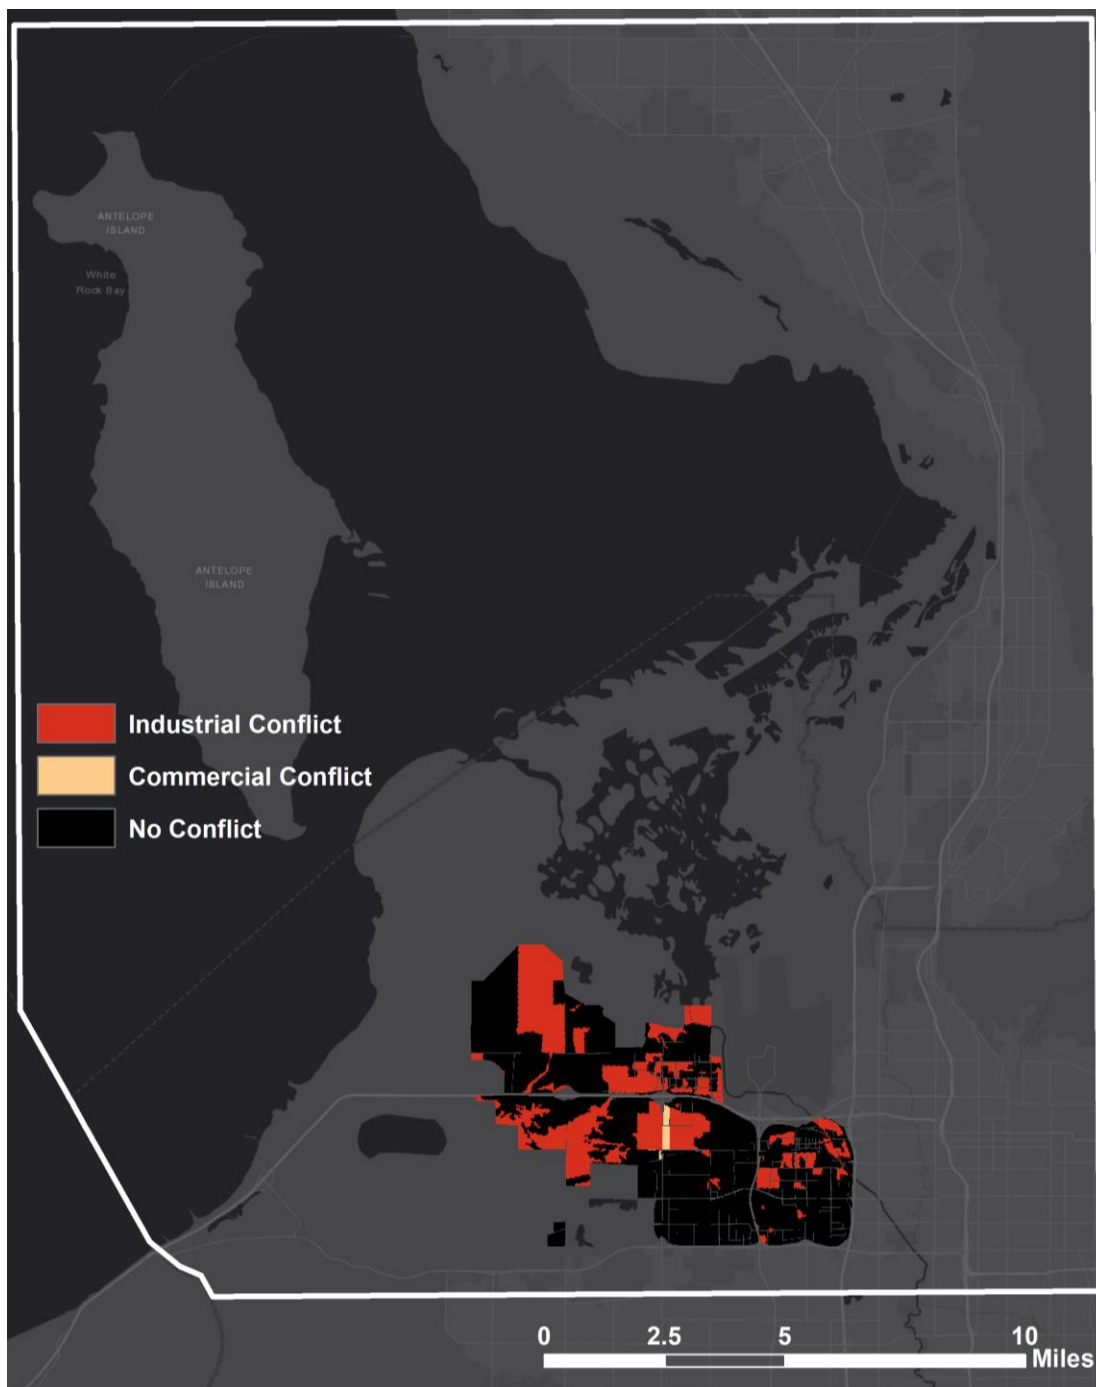 ANTELOPE
ISLAND
White
Rock Bay
ANTELOPE
ISLAND
Industrial Conflict
Commercial Conflict
No Conflict
0 2.5 5 10
Miles